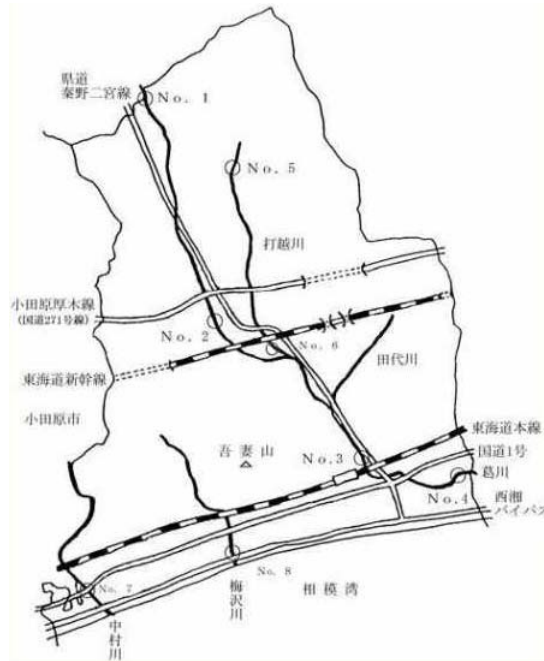 県道
秦野二宮線
No. 1
No. 5
打越川
小田原厚木線
(国道271号線)
No. 2
No. 6
田代川
東海道新幹線
小田原市
吾妻山
No.3
東海道本線
国道1号
葛川
No.4
西湘
バイパス
No. 7
No. 8
梅沢川
相模湾
中村川